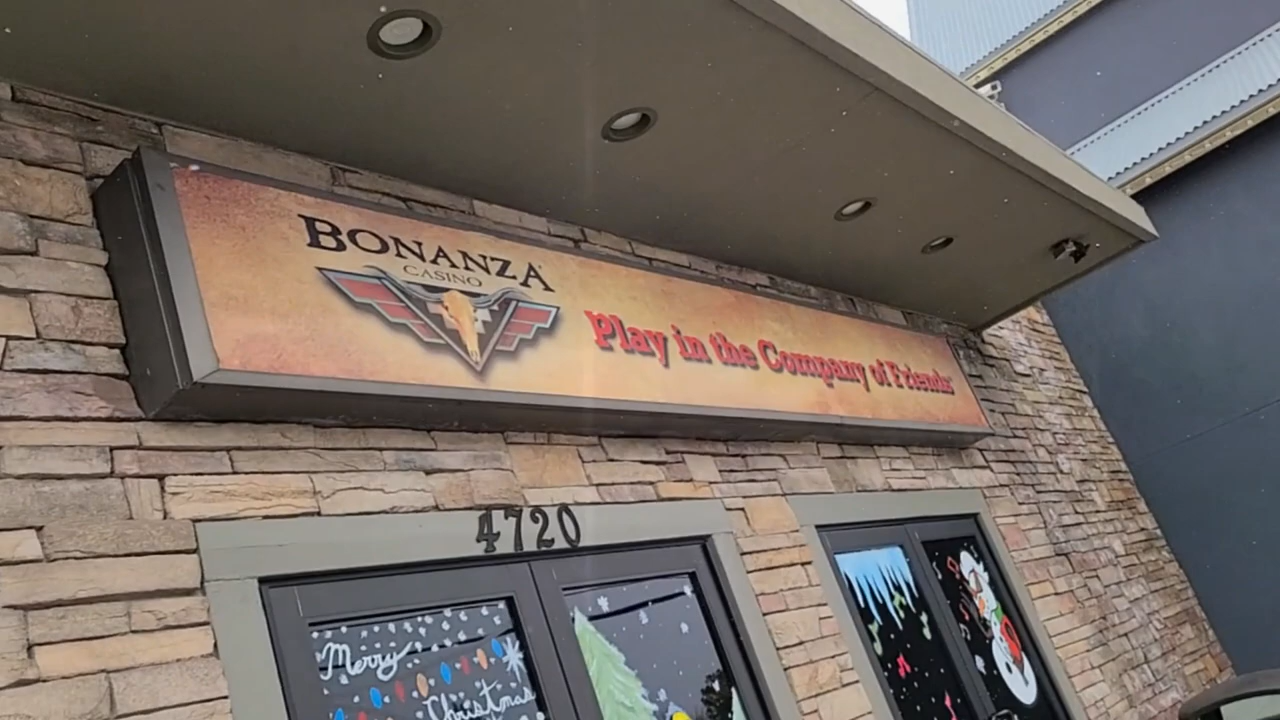 BONANZA
CASINO
Play in the Company of Friends
4720
Merry
Christmas